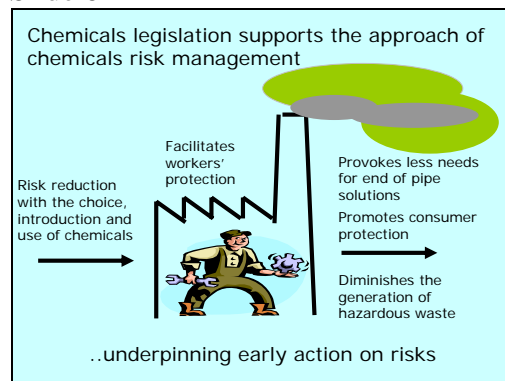 Chemicals legislation supports the approach of
chemicals risk management
Facilitates
workers'
protection
Risk reduction
with the choice,
introduction and
use of chemicals
Provokes less needs
for end of pipe
solutions
Promotes consumer
protection
Diminishes the
generation of
hazardous waste
..underpinning early action on risks